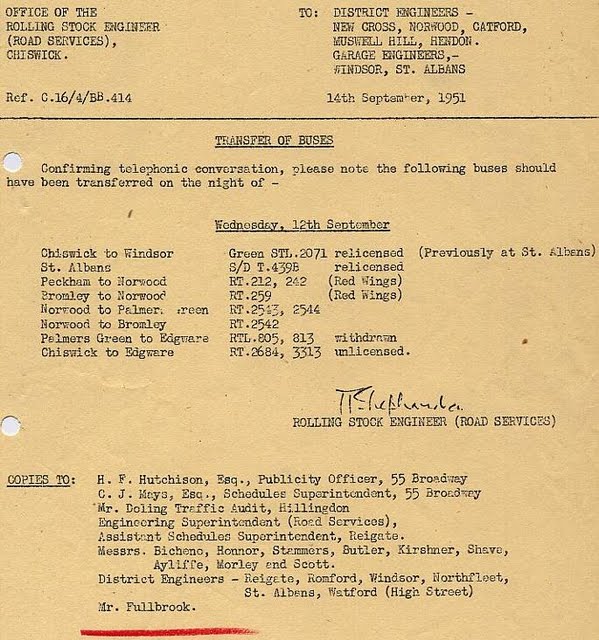 OFFICE OF THE
ROLLING STOCK ENGINEER
(ROAD SERVICES),
CHISWICK.
TO: DISTRICT ENGINEERS -
NEW CROSS, NORWOOD, CATFORD,
MUSWELL HILL, HENDON.
GARAGE ENGINEERS,-
WINDSOR, ST. ALBANS
Ref. C.16/4/BB.414
14th September, 1951
TRANSFER OF BUSES
Confirming telephonic convorsation, please note the following buses should
have been transferred on the night of -
Wednesday, 12th September
Chiswick to Windsor Green STL.2071 relicensed (Previously at St. Albans)
St. Albans S/D T.439B relicensed
Peckham to Norwood RT.212, 242 (Red Wings)
Bromley to Norwood RT.259 (Red Wings)
Norwood to Palmers Green RT.2543, 2544
Norwood to Bromley RT.2542
Palmers Green to Edgware RTL.805, 813 withdrawn
Chiswick to Edgware RT.2684, 3313 unlicensed.
ROLLING STOCK ENGINEER (ROAD SERVICES)
COPIES TO: H. F. Hutchison, Esq., Publicity Officer, 55 Broadway
C. J. Mays, Esq., Schedules Superintendent, 55 Broadway
Mr. Doling Traffic Audit, Hillingdon
Engineering Superintendent (Road Services),
Assistant Schedules Superintendent, Reigate.
Messrs. Bicheno, Honnor, Stammers, Butler, Kirshner, Shave,
Ayliffe, Morley and Scott.
District Engineers - Reigate, Romford, Windsor, Northfleet,
St. Albans, Watford (High Street)
Mr. Fullbrook.